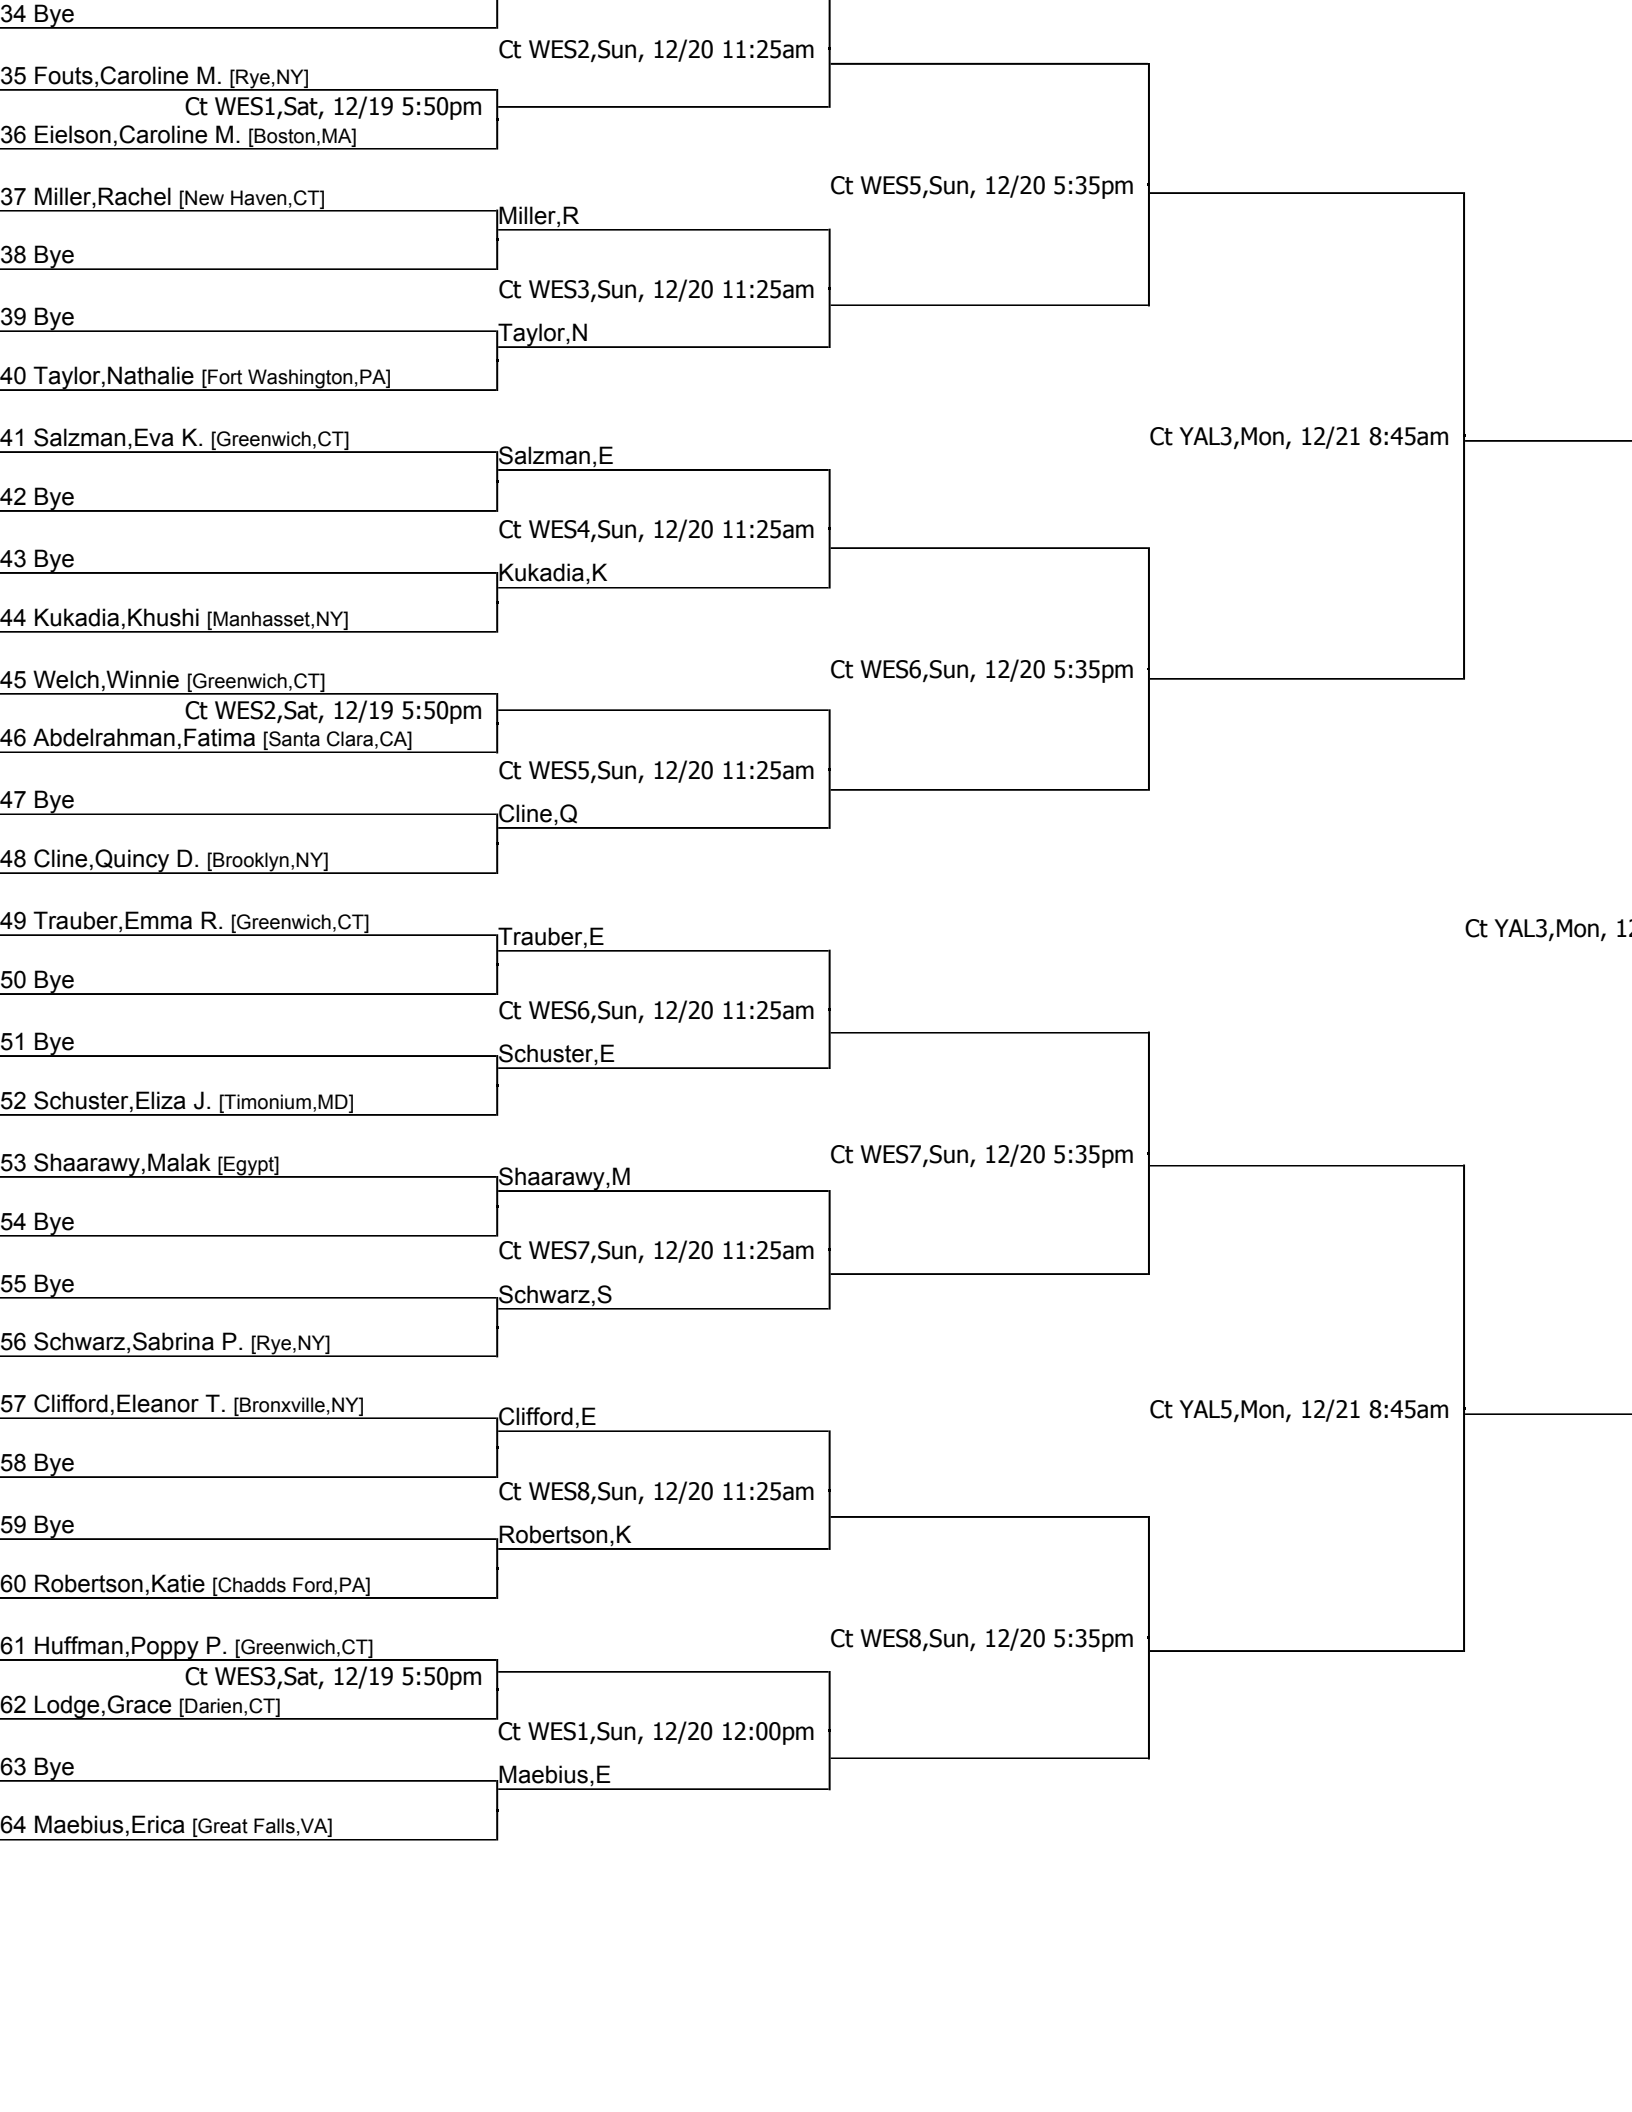 34 Bye
Ct WES2,Sun, 12/20 11:25am
35 Fouts,Caroline M. [Rye,NY]
Ct WES1,Sat, 12/19 5:50pm
36 Eielson,Caroline M. [Boston,MA]
Ct WES5,Sun, 12/20 5:35pm
37 Miller,Rachel [New Haven,CT]
Miller,R
38 Bye
Ct WES3,Sun, 12/20 11:25am
39 Bye
Taylor,N
40 Taylor,Nathalie [Fort Washington,PA]
Ct YAL3,Mon, 12/21 8:45am
41 Salzman,Eva K. [Greenwich,CT]
Salzman,E
42 Bye
Ct WES4,Sun, 12/20 11:25am
43 Bye
Kukadia,K
44 Kukadia,Khushi [Manhasset,NY]
Ct WES6,Sun, 12/20 5:35pm
45 Welch,Winnie [Greenwich,CT]
Ct WES2,Sat, 12/19 5:50pm
46 Abdelrahman,Fatima [Santa Clara,CA]
Ct WES5,Sun, 12/20 11:25am
47 Bye
Cline,Q
48 Cline,Quincy D. [Brooklyn,NY]
49 Trauber,Emma R. [Greenwich,CT]
Ct YAL3,Mon,
Trauber,E
50 Bye
Ct WES6,Sun, 12/20 11:25am
51 Bye
Schuster,E
52 Schuster,Eliza J. [Timonium,MD]
Ct WES7,Sun, 12/20 5:35pm
53 Shaarawy,Malak [Egypt]
Shaarawy,M
54 Bye
Ct WES7,Sun, 12/20 11:25am
55 Bye
Schwarz,S
56 Schwarz,Sabrina P. [Rye,NY]
57 Clifford,Eleanor T. [Bronxville,NY]
Ct YAL5,Mon, 12/21 8:45am
Clifford,E
58 Bye
Ct WES8,Sun, 12/20 11:25am
59 Bye
Robertson,K
60 Robertson,Katie [Chadds Ford,PA]
Ct WES8,Sun, 12/20 5:35pm
61 Huffman,Poppy P. [Greenwich,CT]
Ct WES3,Sat, 12/19 5:50pm
62 Lodge,Grace [Darien,CT]
Ct WES1,Sun, 12/20 12:00pm
63 Bye
Maebius,E
64 Maebius,Erica [Great Falls,VA]